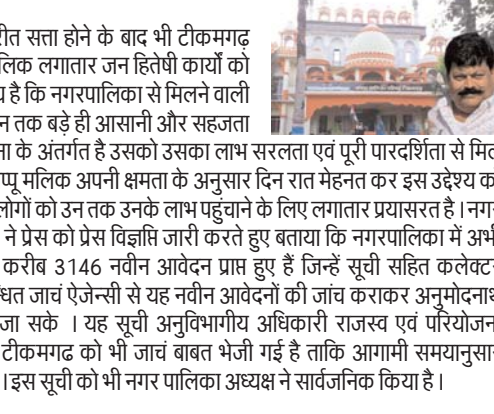 रीत सत्ता होने के बाद भी टीकमगढ़
लिक लगातार जन हितेषी कार्यों को
य है कि नगरपालिका से मिलने वाली
न तक बड़े ही आसानी और सहजता
ना के अंतर्गत है उसको उसका लाभ सरलता एवं पूरी पारदर्शिता से मिल
प्पू मलिक अपनी क्षमता के अनुसार दिन रात मेहनत कर इस उद्देश्य क
लोगों को उन तक उनके लाभ पहुंचाने के लिए लगातार प्रयासरत है । नगर
ने प्रेस को प्रेस विज्ञप्ति जारी करते हुए बताया कि नगरपालिका में अभ
करीब 3146 नवीन आवेदन प्राप्त हुए हैं जिन्हें सूची सहित कलेक्टर
धित जाचं ऐजेन्सी से यह नवीन आवेदनों की जांच कराकर अनुमोदनाथ
जा सके । यह सूची अनुविभागीय अधिकारी राजस्व एवं परियोजन
टीकमगढ को भी जाचं बाबत भेजी गई है ताकि आगामी समयानुसार
। इस सूची को भी नगर पालिका अध्यक्ष ने सार्वजनिक किया है ।